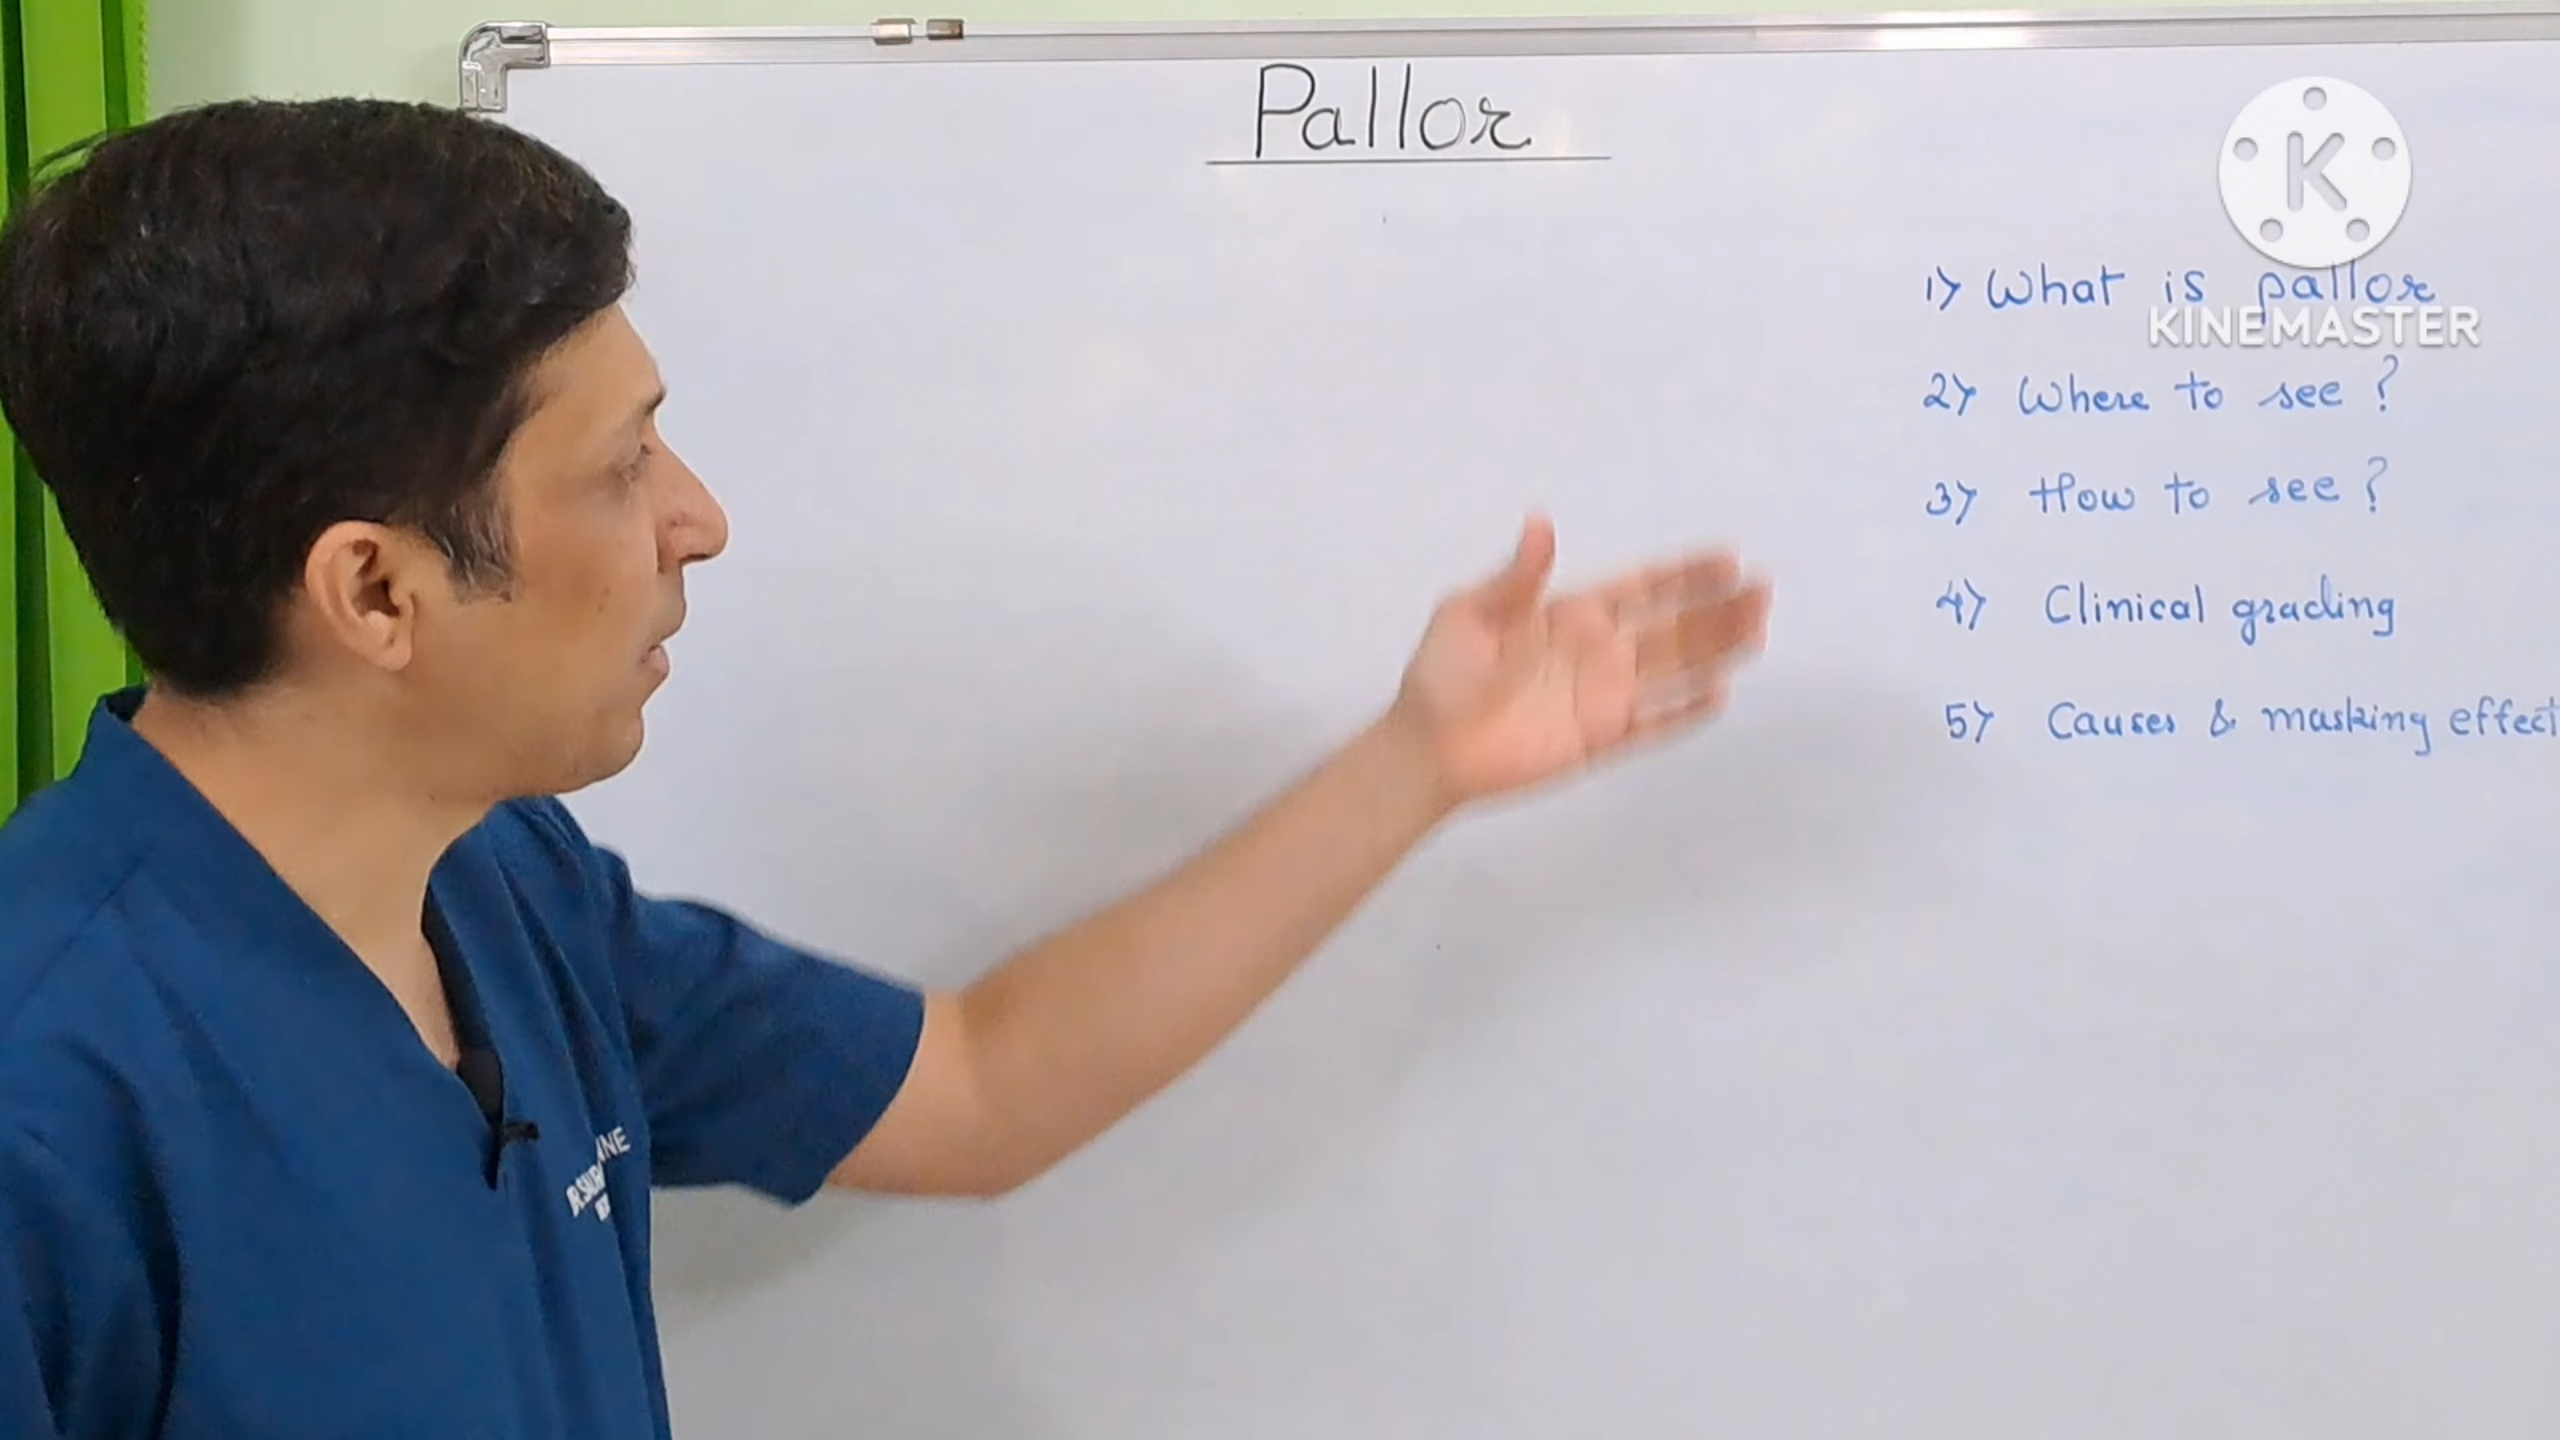 Pallor
K
KINEMASTER
1) What is pallor
2) Where to see ?
3) How to see ?
4) Clinical grading
5) Causes & masking effect